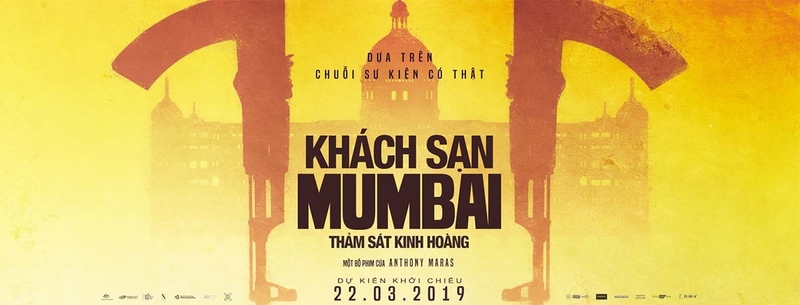 DỰA TRÊN
CHUỖI SỰ KIỆN CÓ THẬT
KHÁCH SẠN
MUMBAI
THẢM SÁT KINH HOÀNG
MỘT BỘ PHIM CỦA ANTHONY MARAS
DỰ KIẾN KHỞI CHIẾU
22.03.2019